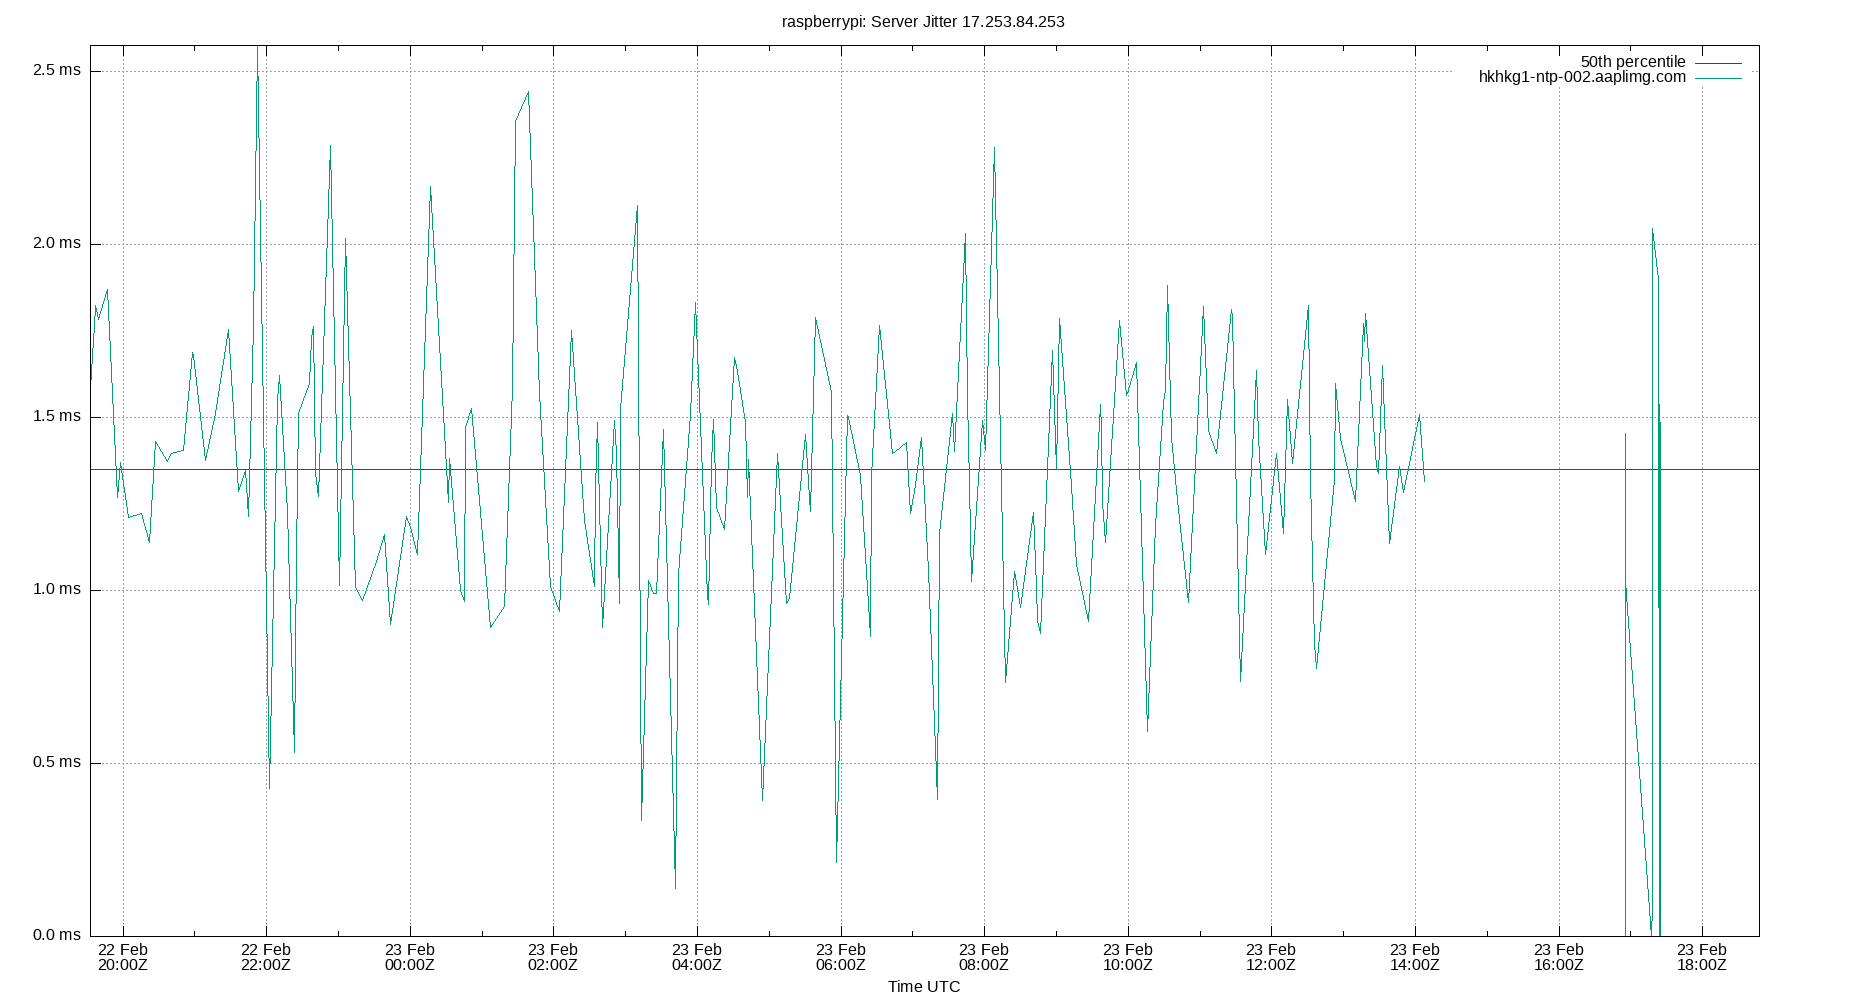 raspberrypi: Server Jitter 17.253.84.253
50th percentile
hkhkg1-ntp-002.aaplimg.com
2.5 ms
2.0 ms
1.5 ms
1.0 ms
0.5 ms
0.0 ms
22 Feb 22 Feb 23 Feb 23 Feb 23 Feb 23 Feb 23 Feb 23 Feb 23 Feb 23 Feb 23 Feb 23 Feb
20:00Z 22:00Z 00:00Z 02:00Z 04:00Z 06:00Z 08:00Z 10:00Z 12:00Z 14:00Z 16:00Z 18:00Z
Time UTC